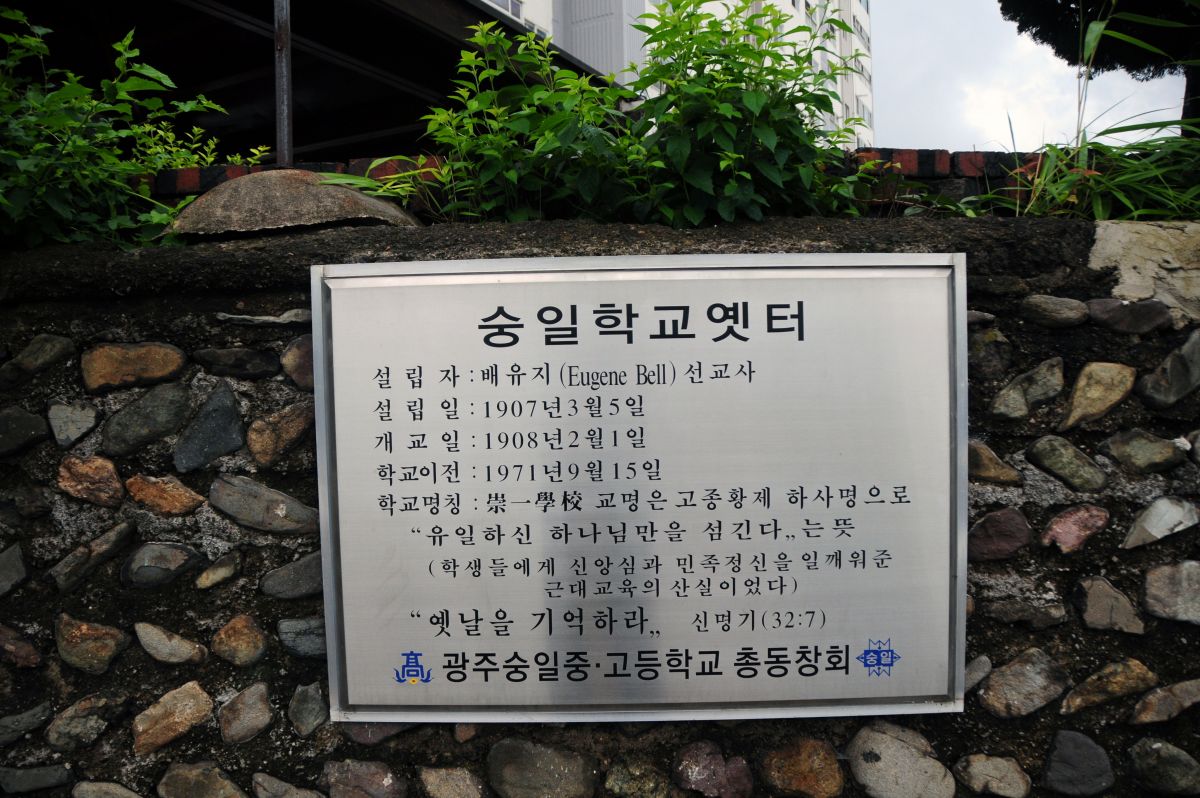 숭일학교옛터
설 립 자 : 배유지 (Eugene Bell) 선교사
설 립 일 : 1907년3월5일
개 교 일 : 1908년2월1일
학교이전 : 1971년9월15일
학교명칭 : 崇一學校 교명은고종황제 하사명으로
“유일하신 하나님만을 섬긴다„는뜻
(학생들에게 신앙심과 민족정신을일깨워준
근대교육의산실이었다)
“옛날을 기억하라„ 신명기(32:7)
高 광주숭일중·고등학교 총동창회 숭일